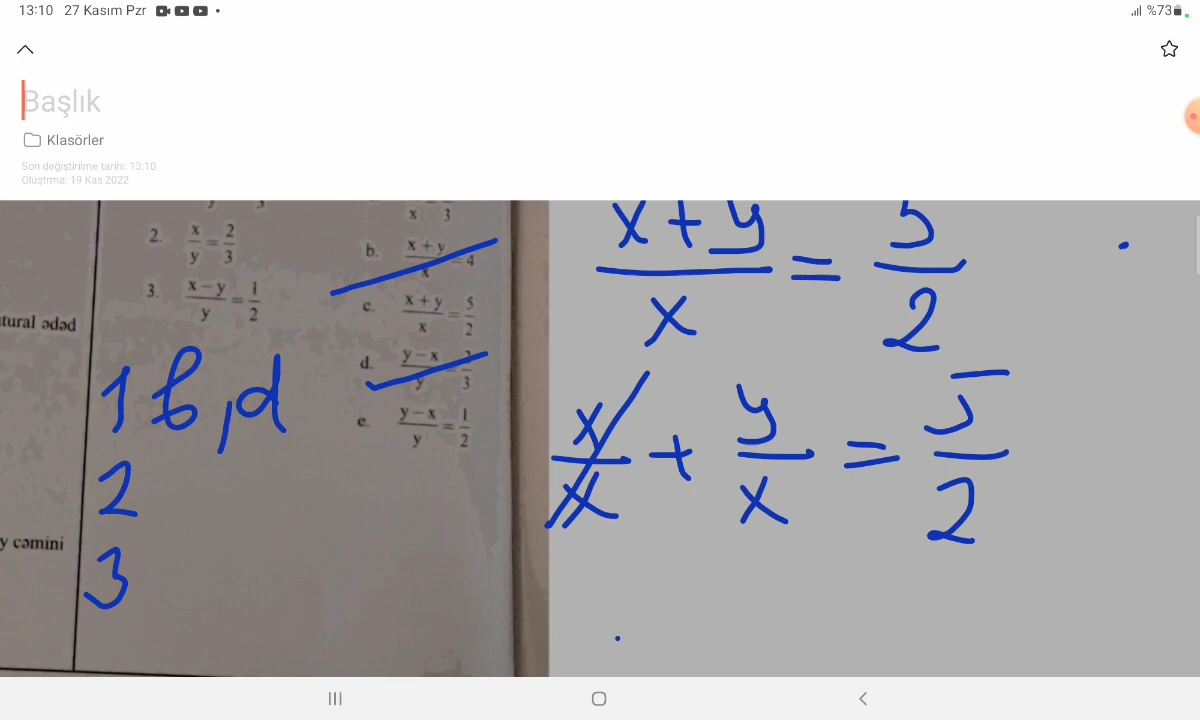 13:10 27 Kasım Pzr
%73
Başlık
Klasörler
Son değiştirilme tarihi: 13:10
Oluştrma: 19 Kas 2022
2. x/y = 2/3
3. x-y/y = 1/2
tural ədəd
y cəmini
b. x+y/x = 4
c. x+y/x = 5/2
d. y-x/y 3
e. y-x/y = 1/2
1 b, d
2
3
x+y/x = 5/2
x/x + y/x = 5/2